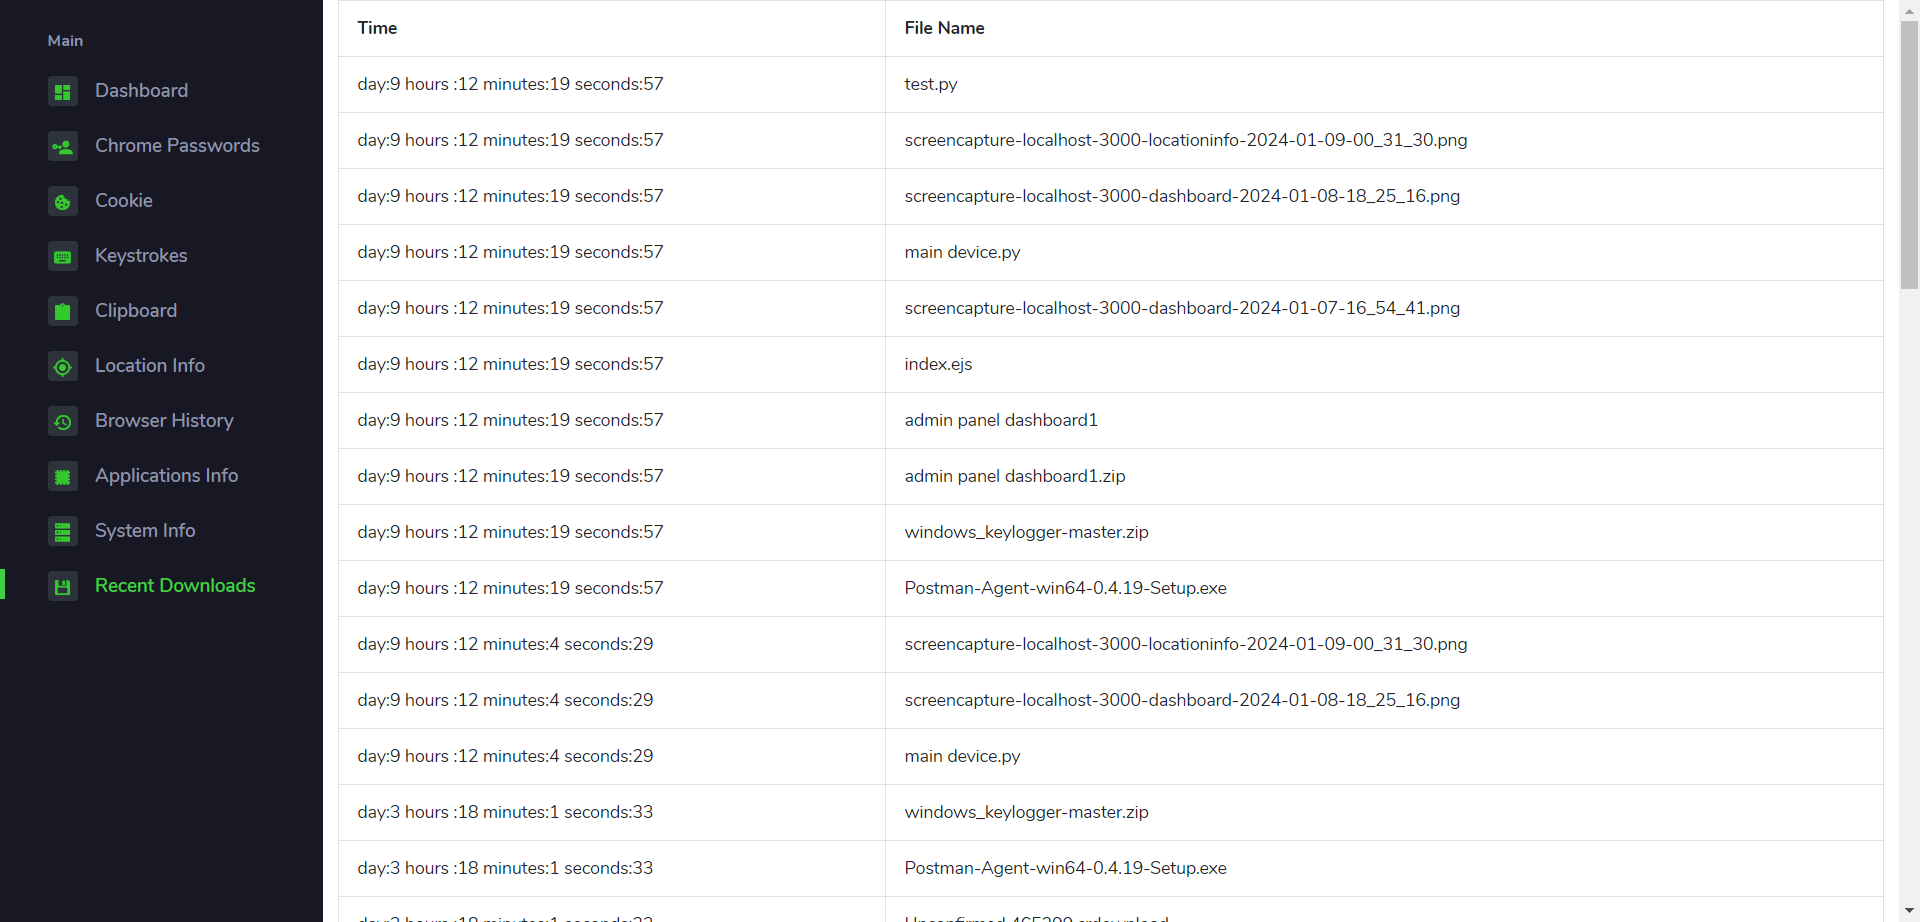 Main
Dashboard
Chrome Passwords
Cookie
Keystrokes
Clipboard
Location Info
Browser History
Applications Info
System Info
Recent Downloads
Time File Name
day:9 hours :12 minutes:19 seconds:57 test.py
day:9 hours :12 minutes:19 seconds:57 screencapture-localhost-3000-locationinfo-2024-01-09-00_31_30.png
day:9 hours :12 minutes:19 seconds:57 screencapture-localhost-3000-dashboard-2024-01-08-18_25_16.png
day:9 hours :12 minutes:19 seconds:57 main device.py
day:9 hours :12 minutes:19 seconds:57 screencapture-localhost-3000-dashboard-2024-01-07-16_54_41.png
day:9 hours :12 minutes:19 seconds:57 index.ejs
day:9 hours :12 minutes:19 seconds:57 admin panel dashboard1
day:9 hours :12 minutes:19 seconds:57 admin panel dashboard1.zip
day:9 hours :12 minutes:19 seconds:57 windows_keylogger-master.zip
day:9 hours :12 minutes:19 seconds:57 Postman-Agent-win64-0.4.19-Setup.exe
day:9 hours :12 minutes:4 seconds:29 screencapture-localhost-3000-locationinfo-2024-01-09-00_31_30.png
day:9 hours :12 minutes:4 seconds:29 screencapture-localhost-3000-dashboard-2024-01-08-18_25_16.png
day:9 hours :12 minutes:4 seconds:29 main device.py
day:3 hours :18 minutes:1 seconds:33 windows_keylogger-master.zip
day:3 hours :18 minutes:1 seconds:33 Postman-Agent-win64-0.4.19-Setup.exe
day:3 hours :18 minutes:1 seconds:33